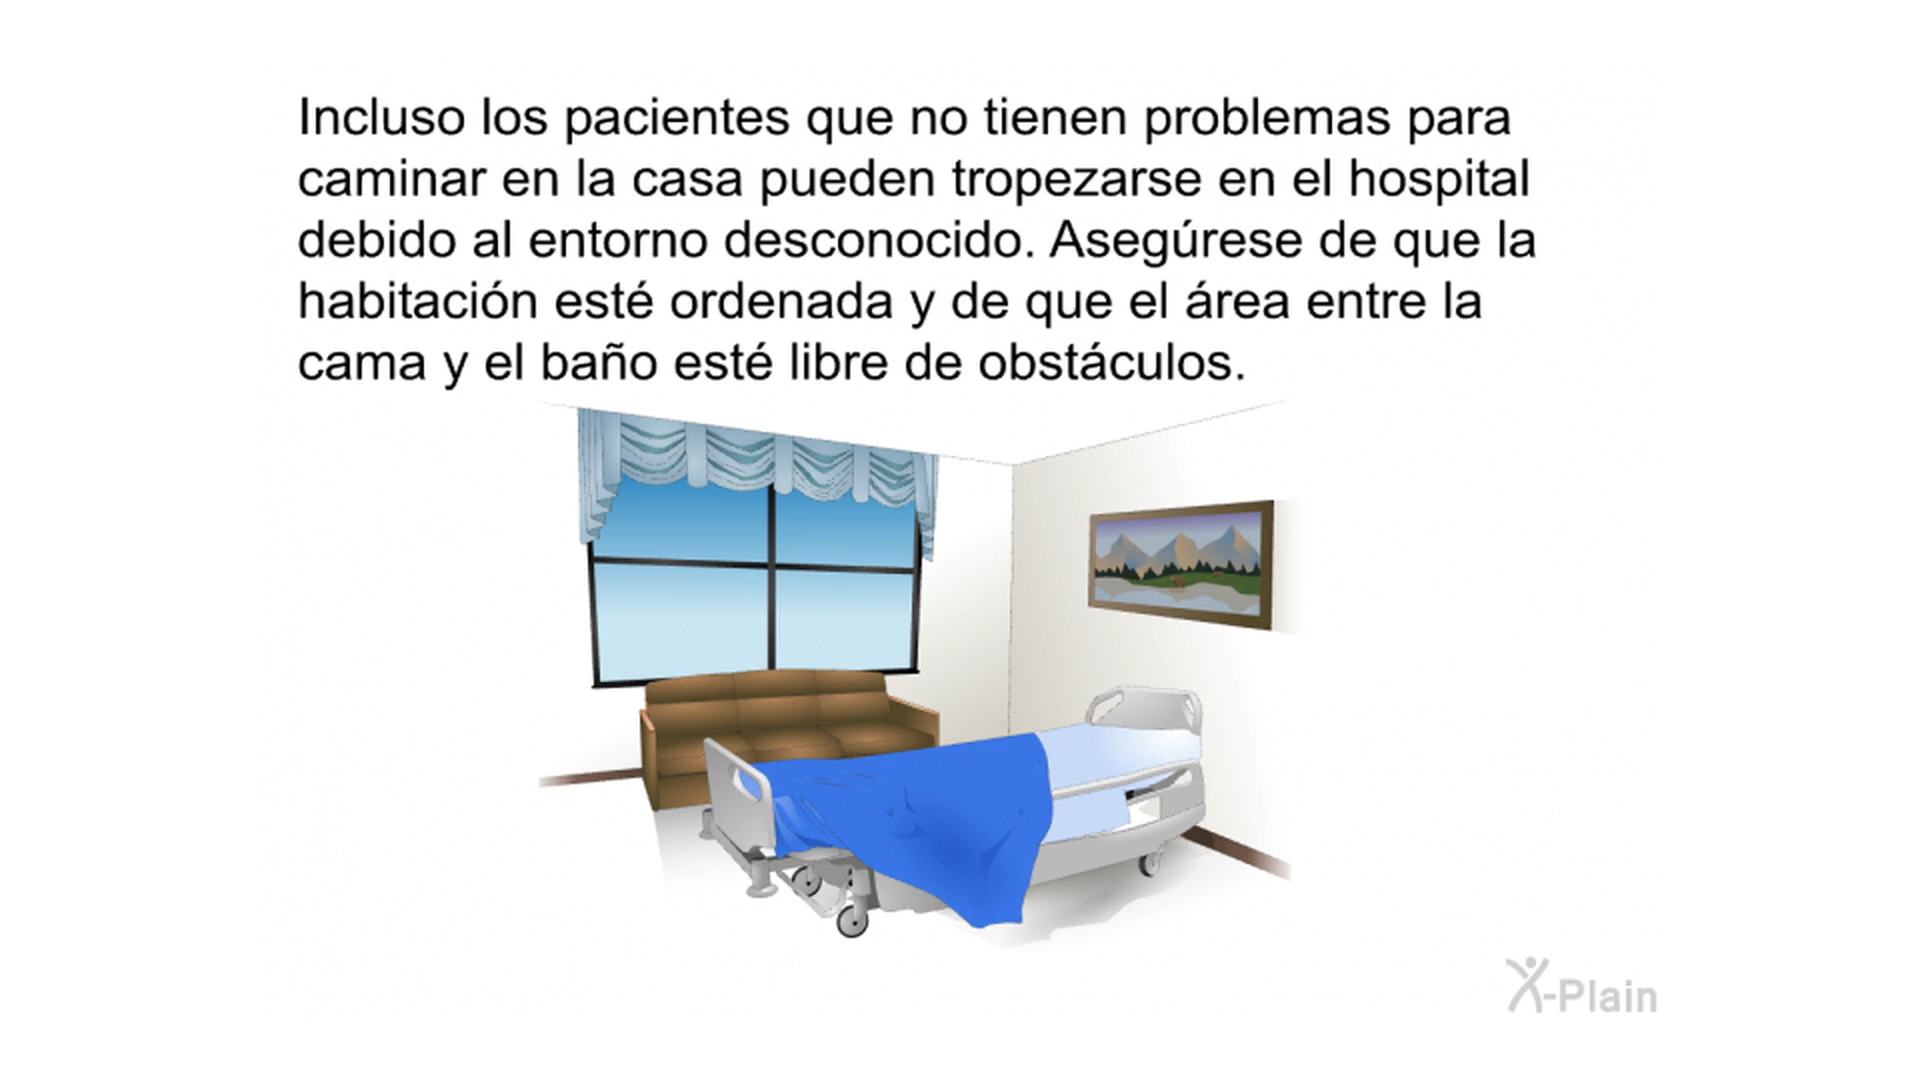 Incluso los pacientes que no tienen problemas para
caminar en la casa pueden tropezarse en el hospital
debido al entorno desconocido. Asegúrese de que la
habitación esté ordenada y de que el área entre la
cama y el baño esté libre de obstáculos.
X-Plain